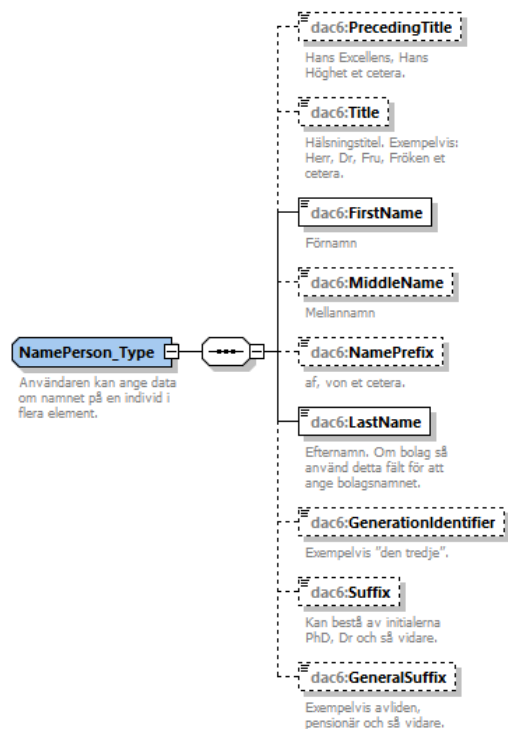 dac6:PrecedingTitle
Hans Excellens, Hans
Höghet et cetera.
dac6:Title
Hälsningstitel. Exempelvis:
Herr, Dr, Fru, Fröken et
cetera.
dac6:FirstName
Förnamn
dac6:MiddleName
Mellannamn
NamePerson_Type
Användaren kan ange data
om namnet på en individ i
flera element.
dac6:NamePrefix
af, von et cetera.
dac6:LastName
Efternamn. Om bolag så
använd detta fält för att
ange bolagsnamnet.
dac6:GenerationIdentifier
Exempelvis "den tredje".
dac6:Suffix
Kan bestå av initialerna
PhD, Dr och så vidare.
dac6:GeneralSuffix
Exempelvis avliden,
pensionär och så vidare.